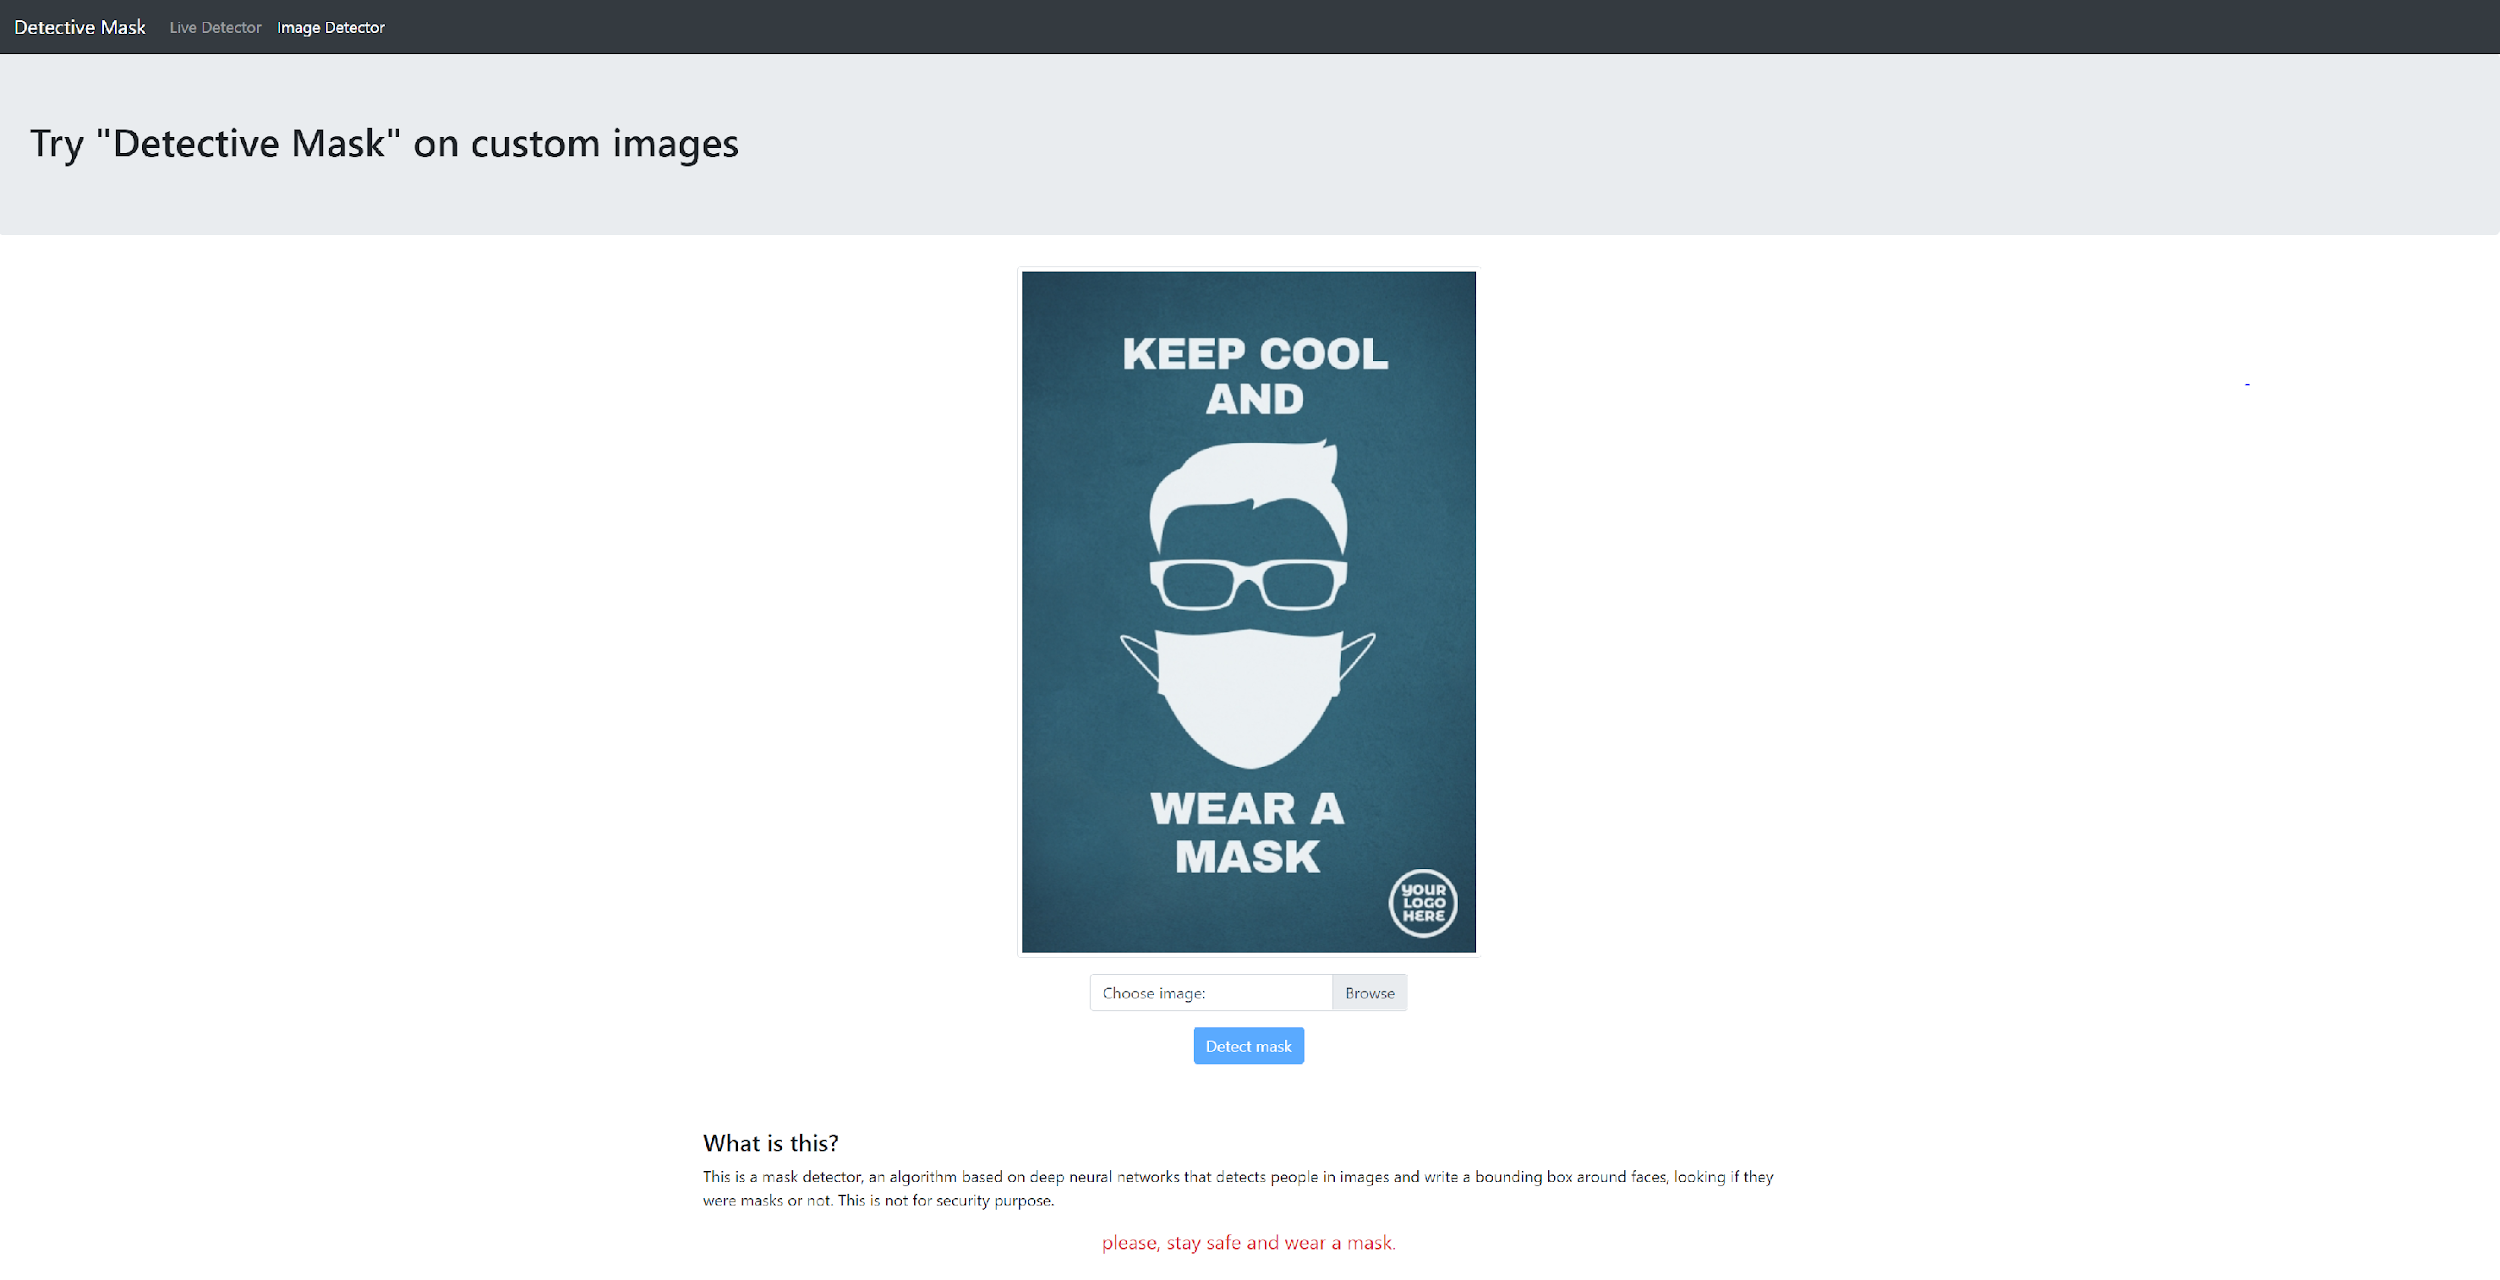 Detective Mask Live Detector Image Detector
Try "Detective Mask" on custom images
KEEP COOL
AND
WEAR A
MASK
YOUR
LOGO
HERE
Choose image: Browse
Detect mask
What is this?
This is a mask detector, an algorithm based on deep neural networks that detects people in images and write a bounding box around faces, looking if they
were masks or not. This is not for security purpose.
please, stay safe and wear a mask.